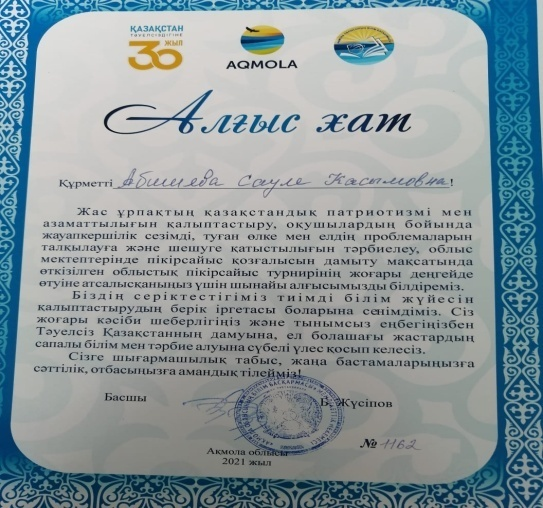 ҚАЗАҚСТАН
ТӘУЕЛСІЗДІГІНЕ
30 ЖЫЛ
AQMOLA
Алғыс хат
Құрметті Абишева Сауле Касымовна!
Жас ұрпақтың қазақстандық патриотизмі мен
азаматтылығын қалыптастыру, оқушылардың бойында
жауапкершілік сезімді, туған өлке мен елдің проблемаларын
талқылауға және шешуге қатыстылығын тәрбиелеу, облыс
мектептерінде пікірсайыс қозғалысын дамыту мақсатында
өткізілген облыстық пікірсайыс турнирінің жоғары деңгейде
өтуіне атсалысқаныңыз үшін шынайы алғысымызды білдіреміз.
Біздің серіктестігіміз тиімді білім жүйесін
қалыптастырудың берік іргетасы боларына сенімдіміз. Сіз
жоғары кәсіби шеберлігіңіз және тынымсыз еңбегіңізбен
Тәуелсіз Қазақстанның дамуына, ел болашағы жастардың
сапалы білім мен тәрбие алуына сүбелі үлес қосып келесіз.
Сізге шығармашылық табыс, жаңа бастамаларыңызға
сәттілік, отбасыңызға амандық тілейміз!
Басшы Б. Жүсіпов
№ 1162
Ақмола облысы
2021 жыл